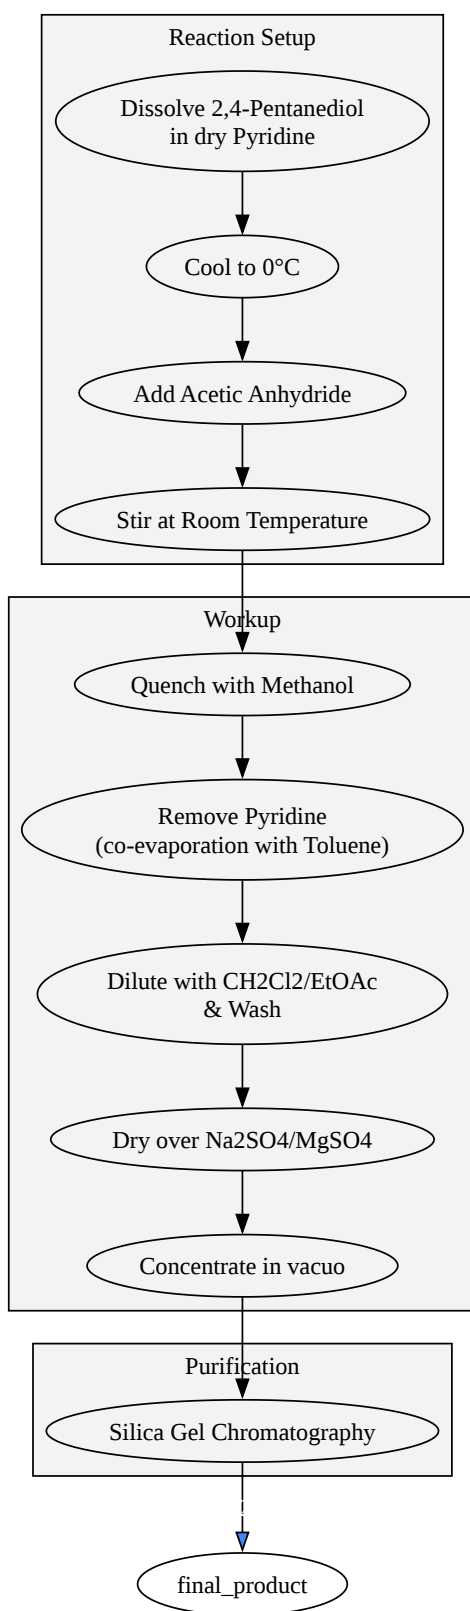 Reaction Setup
Dissolve 2,4-Pentanediol
in dry Pyridine
Cool to 0°C
Add Acetic Anhydride
Stir at Room Temperature
Workup
Quench with Methanol
Remove Pyridine
(co-evaporation with Toluene)
Dilute with CH2Cl2/EtOAc
& Wash
Dry over Na2SO4/MgSO4
Concentrate in vacuo
Purification
Silica Gel Chromatography
final_product